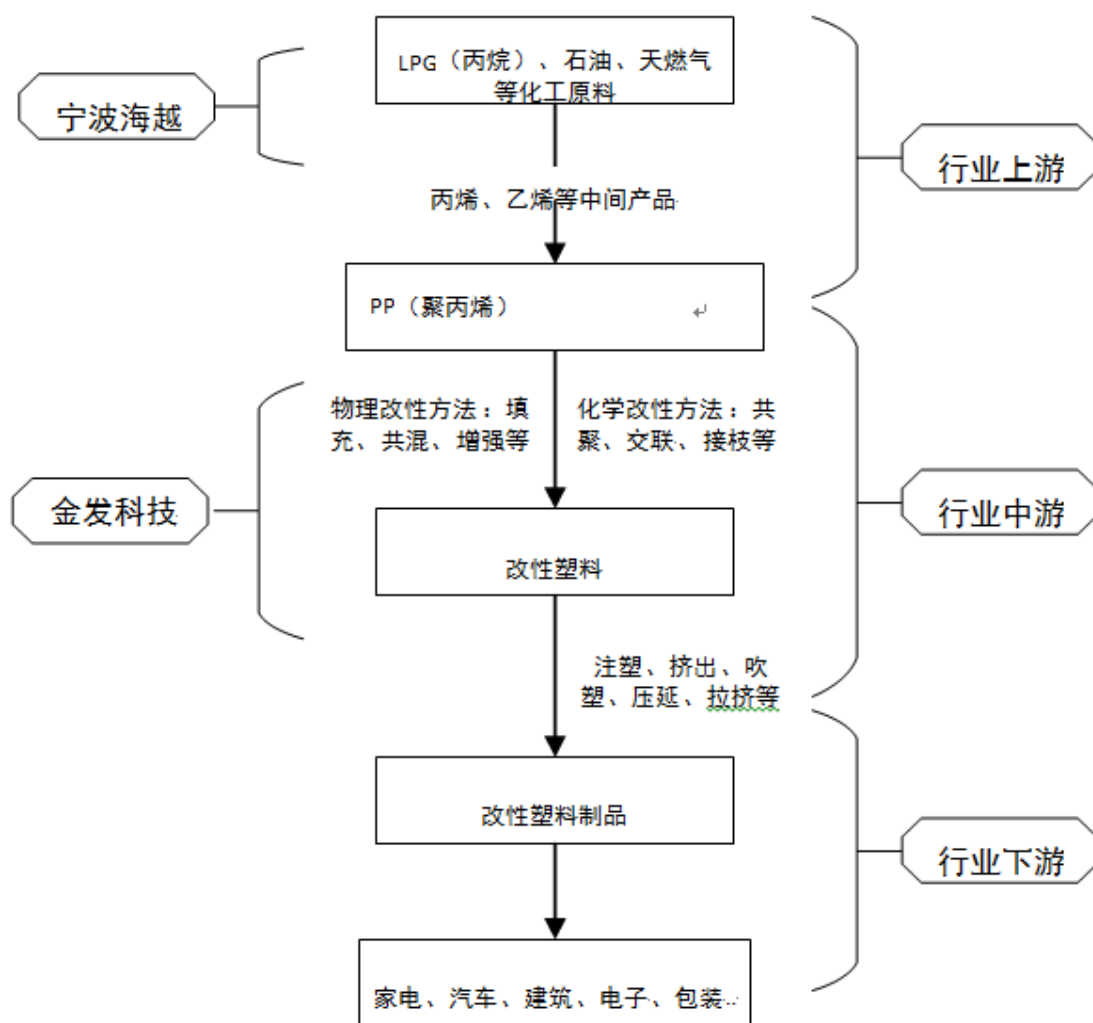 LPG（丙烷）、石油、天燃气
等化工原料
宁波海越
行业上游
丙烯、乙烯等中间产品
PP（聚丙烯）
物理改性方法：填
充、共混、增强等
化学改性方法：共
聚、交联、接枝等
金发科技
行业中游
改性塑料
注塑、挤出、吹
塑、压延、拉挤等
改性塑料制品
行业下游
家电、汽车、建筑、电子、包装..